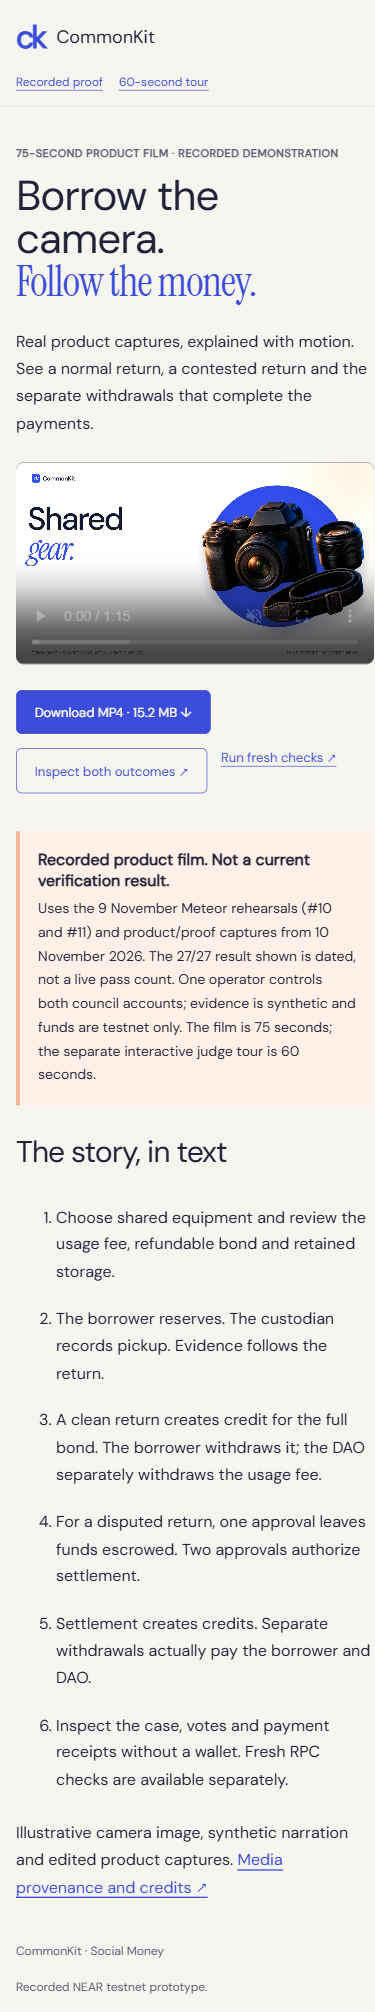 ck CommonKit
Recorded proof 60-second tour
75-SECOND PRODUCT FILM · RECORDED DEMONSTRATION
Borrow the
camera.
Follow the money.
Real product captures, explained with motion.
See a normal return, a contested return and the
separate withdrawals that complete the
payments.
CommonKit
Shared
gear.
0:00 / 1:15
Download MP4 · 15.2 MB ↓
Inspect both outcomes ↗
Run fresh checks ↗
Recorded product film. Not a current
verification result.
Uses the 9 November Meteor rehearsals (#10
and #11) and product/proof captures from 10
November 2026. The 27/27 result shown is dated,
not a live pass count. One operator controls
both council accounts; evidence is synthetic and
funds are testnet only. The film is 75 seconds;
the separate interactive judge tour is 60
seconds.
The story, in text
1. Choose shared equipment and review the
usage fee, refundable bond and retained
storage.
2. The borrower reserves. The custodian
records pickup. Evidence follows the
return.
3. A clean return creates credit for the full
bond. The borrower withdraws it; the DAO
separately withdraws the usage fee.
4. For a disputed return, one approval leaves
funds escrowed. Two approvals authorize
settlement.
5. Settlement creates credits. Separate
withdrawals actually pay the borrower and
DAO.
6. Inspect the case, votes and payment
receipts without a wallet. Fresh RPC
checks are available separately.
Illustrative camera image, synthetic narration
and edited product captures. Media
provenance and credits ↗
CommonKit · Social Money
Recorded NEAR testnet prototype.